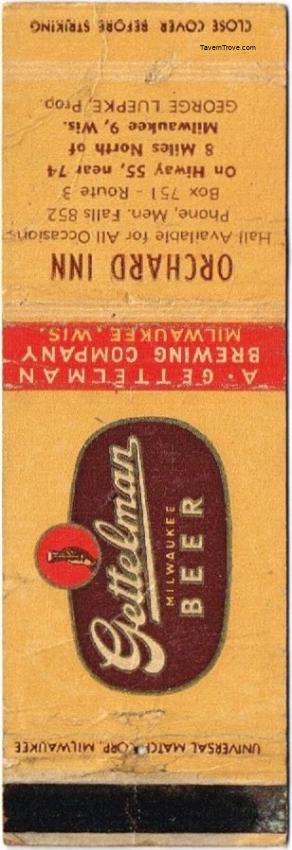 TavernTrove.com
CLOSE COVER BEFORE STRIKING
ORCHARD INN
Hall Available for All Occasions
Phone, Men. Falls 852
Box 751 - Route 3
On Hiway 55, near 74
8 Miles North of
Milwaukee 9, Wis.
GEORGE LUEPKE, Prop.
A. GETTELMAN
BREWING COMPANY
MILWAUKEE, WIS.
Gettelman
MILWAUKEE
BEER
UNIVERSAL MATCH CORP., MILWAUKEE